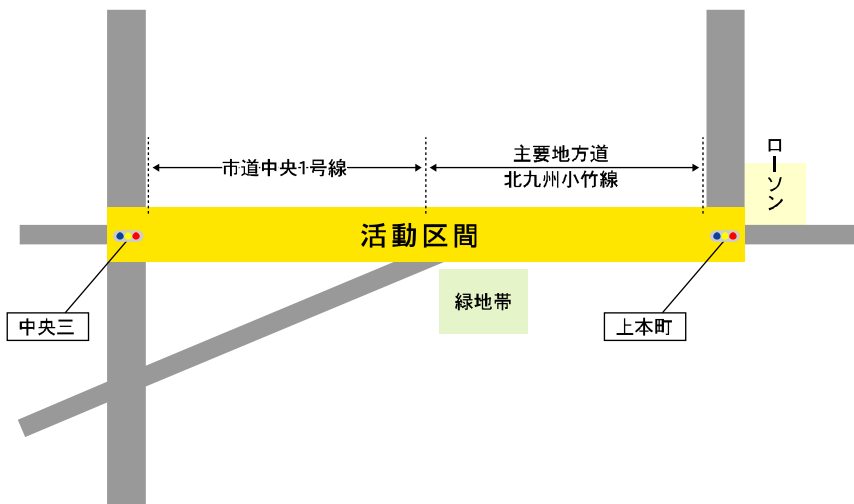 市道中央1号線
主要地方道
北九州小竹線
ローソン
活動区間
中央三
緑地帯
上本町